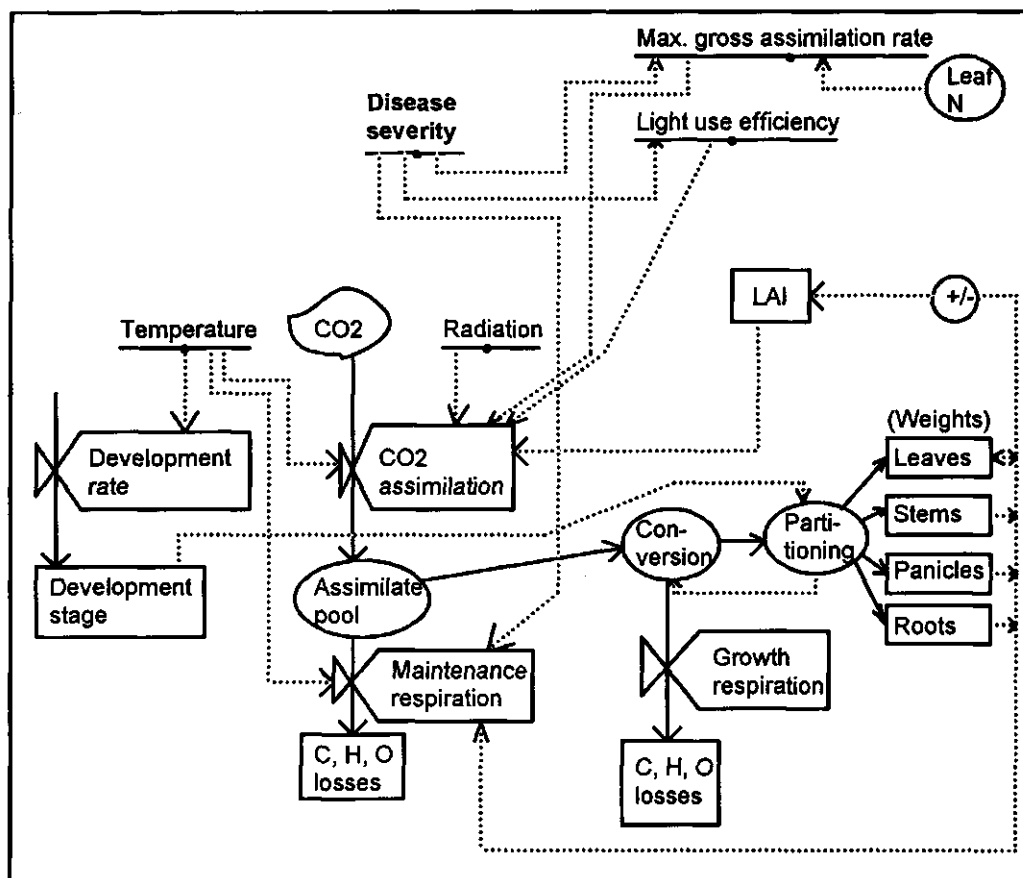 Max. gross assimilation rate
Leaf
N
Disease
severity
Light use efficiency
LAI
+/-
Temperature
CO2
Radiation
(Weights)
Development
rate
CO2
assimilation
Leaves
Stems
Con-
version
Parti-
tioning
Panicles
Development
stage
Assimilate
pool
Roots
Maintenance
respiration
Growth
respiration
C, H, O
losses
C, H, O
losses